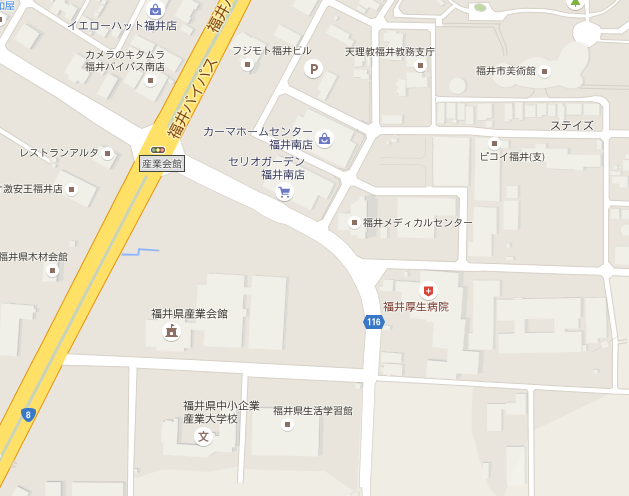 和屋
イエローハット福井店
福井バ
カメラのキタムラ
福井バイパス南店
フジモト福井ビル
天理教福井教務支庁
P
福井市美術館
福井バイパス
カーマホームセンター
福井南店
ステイズ
レストランアルタ
産業会館
セリオガーデン
福井南店
ピコイ福井(支)
激安王福井店
福井メディカルセンター
福井県木材会館
福井県産業会館
福井厚生病院
116
福井県中小企業
産業大学校
文
福井県生活学習館
8